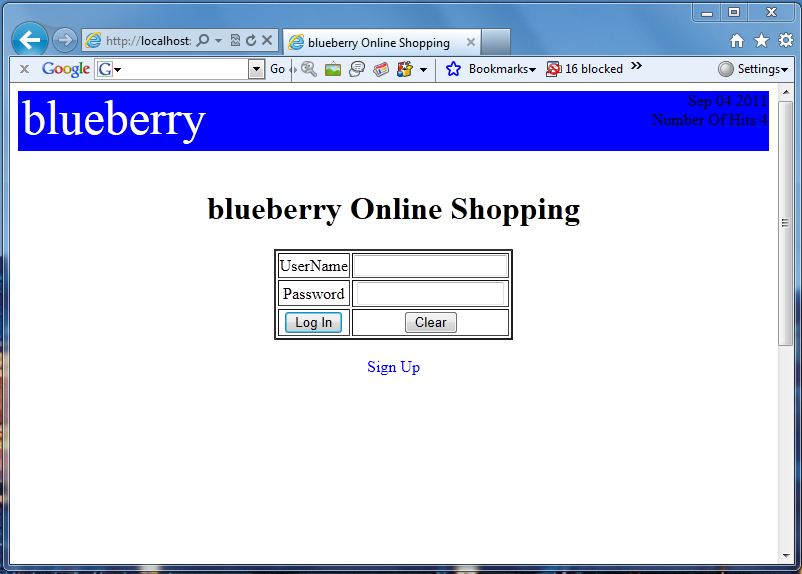 http://localhost:
blueberry Online Shopping
x Google G Go Bookmarks 16 blocked » Settings
blueberry
Sep 04 2011
Number Of Hits 4
blueberry Online Shopping
UserName
Password
Log In Clear
Sign Up